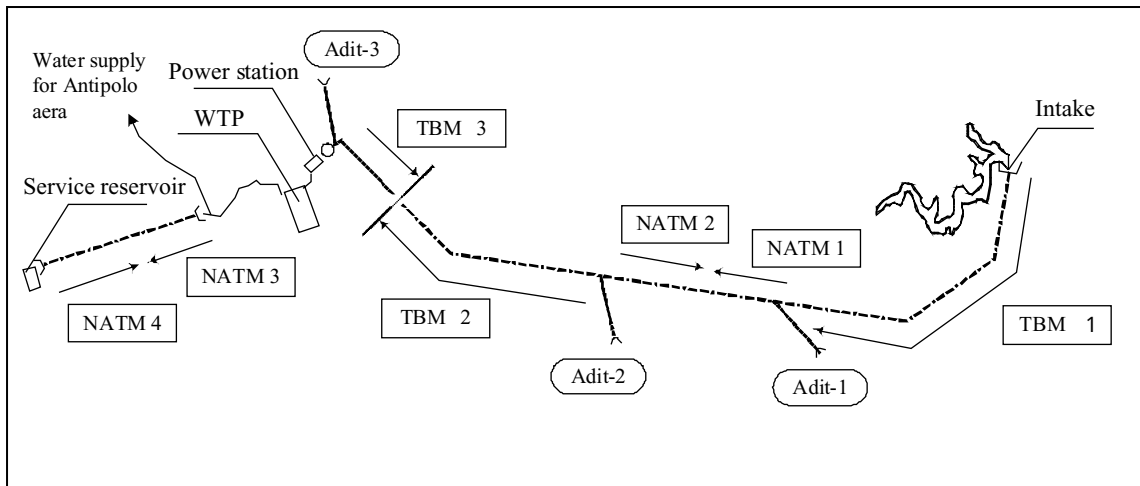 Adit-3
Water supply
for Antipolo
aera
Power station
WTP
TBM 3
Intake
Service reservoir
NATM 2
NATM 1
NATM 3
NATM 4
TBM 2
TBM 1
Adit-2
Adit-1